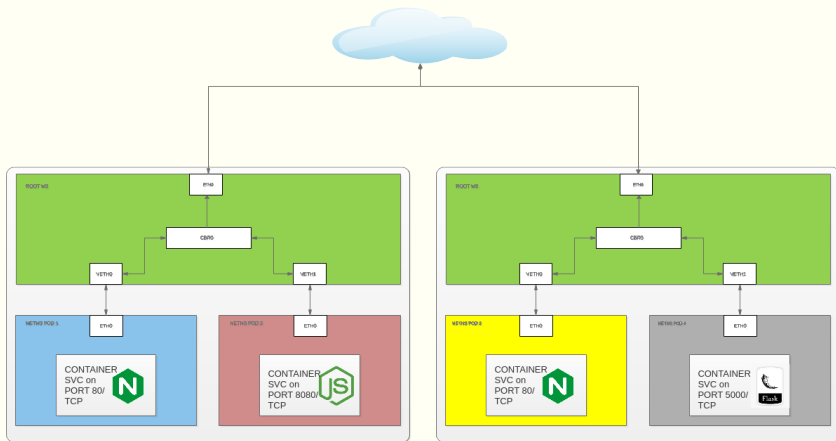 ROOT NS
ETH0
CBR0
VETH0
VETH1
NETNS POD 1
ETH0
NETNS POD 2
ETH0
CONTAINER
SVC on
PORT 80/
TCP
N
CONTAINER
SVC on
PORT 8080/
TCP
JS
ROOT NS
ETH0
CBR0
VETH0
VETH1
NETNS POD 3
ETH0
NETNS POD 4
ETH0
CONTAINER
SVC on
PORT 80/
TCP
N
CONTAINER
SVC on
PORT 5000/
TCP
Flask